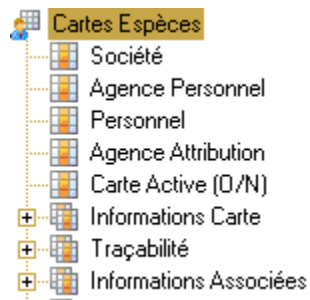 Cartes Espèces
Société
Agence Personnel
Personnel
Agence Attribution
Carte Active (O/N)
Informations Carte
Traçabilité
Informations Associées